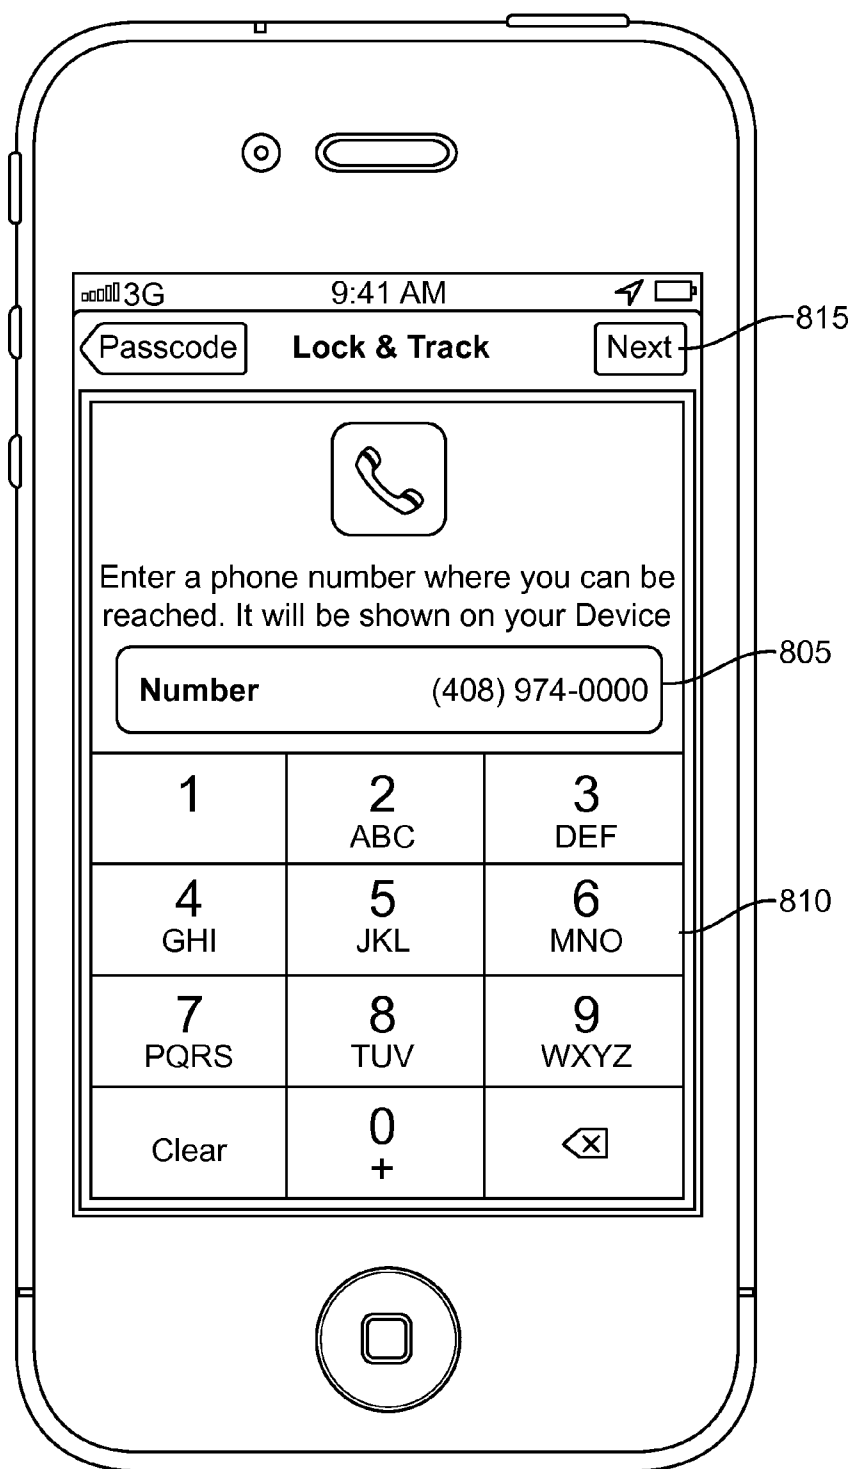 3G 9:41 AM
Passcode Lock & Track Next
815
Enter a phone number where you can be
reached. It will be shown on your Device
Number (408) 974-0000
805
1 2 3
ABC DEF
4 5 6
GHI JKL MNO
810
7 8 9
PQRS TUV WXYZ
Clear 0
+